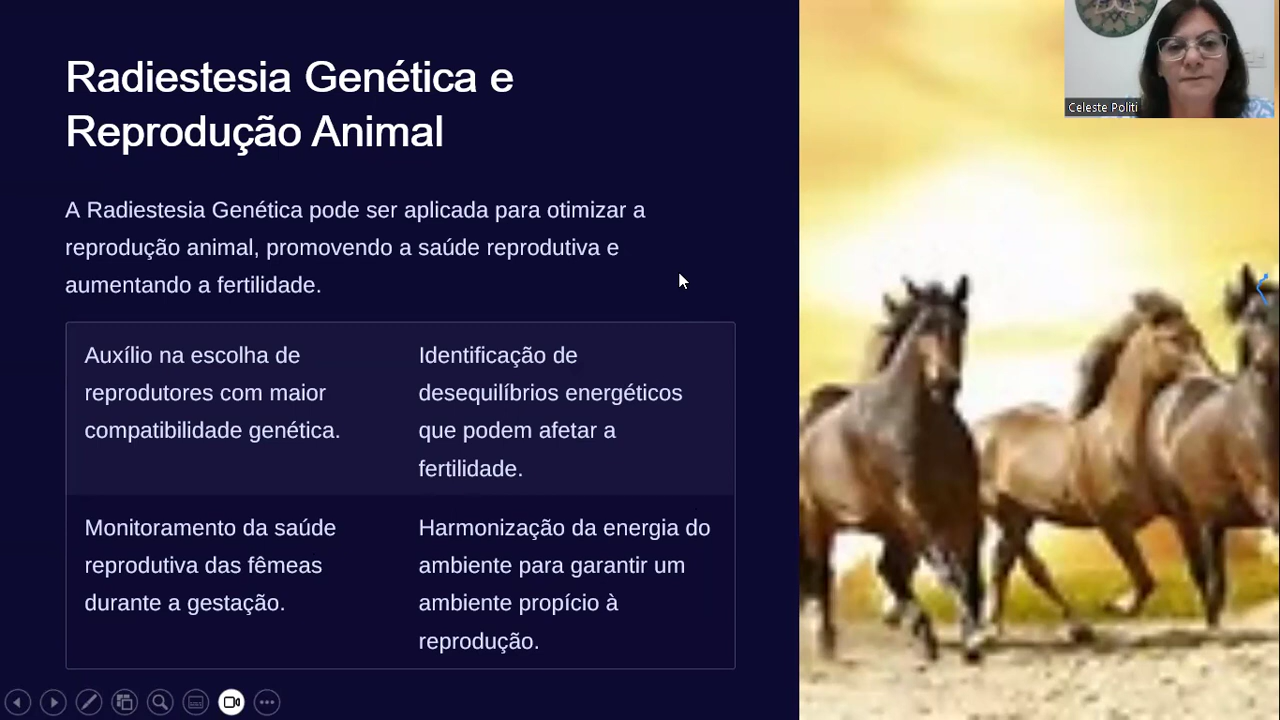 Radiestesia Genética e
Reprodução Animal
A Radiestesia Genética pode ser aplicada para otimizar a
reprodução animal, promovendo a saúde reprodutiva e
aumentando a fertilidade.
Auxílio na escolha de
reprodutores com maior
compatibilidade genética.
Identificação de
desequilíbrios energéticos
que podem afetar a
fertilidade.
Monitoramento da saúde
reprodutiva das fêmeas
durante a gestação.
Harmonização da energia do
ambiente para garantir um
ambiente propício à
reprodução.
Celeste Politi